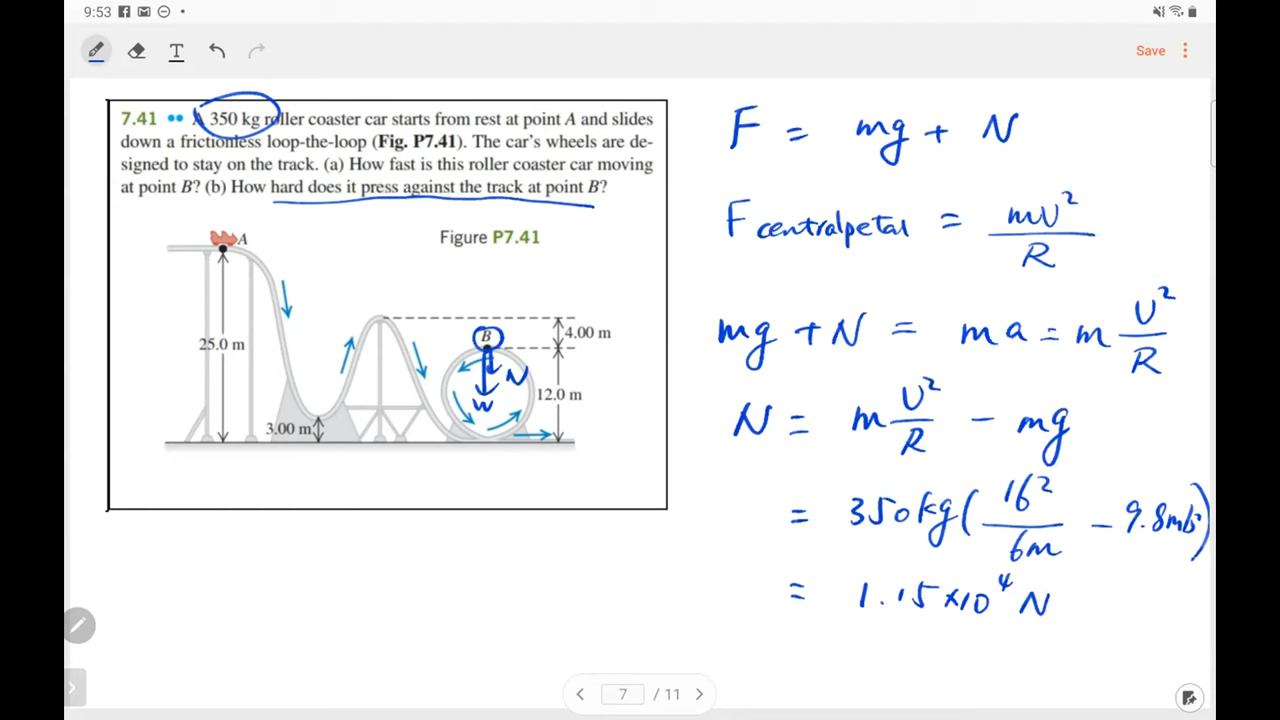 9:53
Save
7.41 •• A 350 kg roller coaster car starts from rest at point A and slides
down a frictionless loop-the-loop (Fig. P7.41). The car's wheels are de-
signed to stay on the track. (a) How fast is this roller coaster car moving
at point B? (b) How hard does it press against the track at point B?
Figure P7.41
A
25.0 m
3.00 m
B
4.00 m
12.0 m
N
W
F = mg + N
F centralpetal = mv²/R
mg + N = ma = m v²/R
N = m v²/R - mg
= 350kg( 16²/6m - 9.8m/s² )
= 1.15×10⁴ N
7 / 11